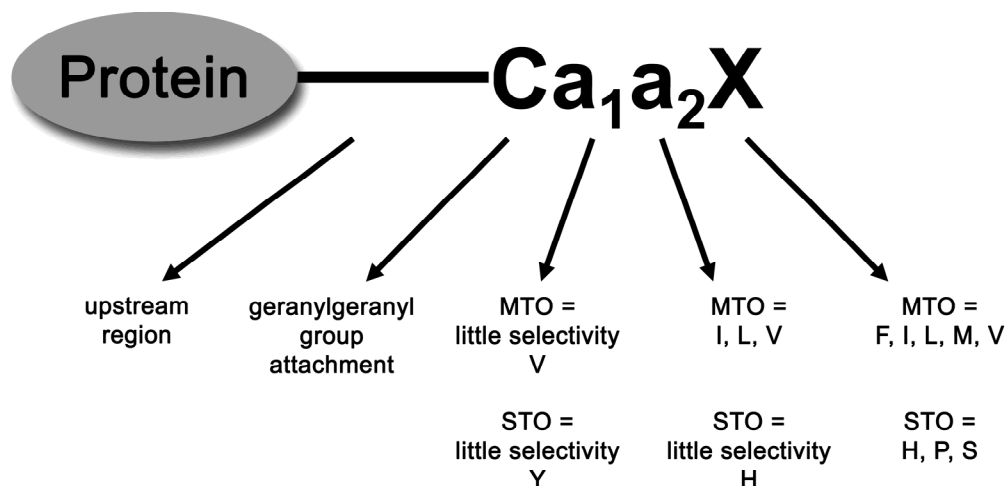 Protein
Ca₁a₂X
upstream
region
geranylgeranyl
group
attachment
MTO =
little selectivity
V
MTO =
I, L, V
MTO =
F, I, L, M, V
STO =
little selectivity
Y
STO =
little selectivity
H
STO =
H, P, S